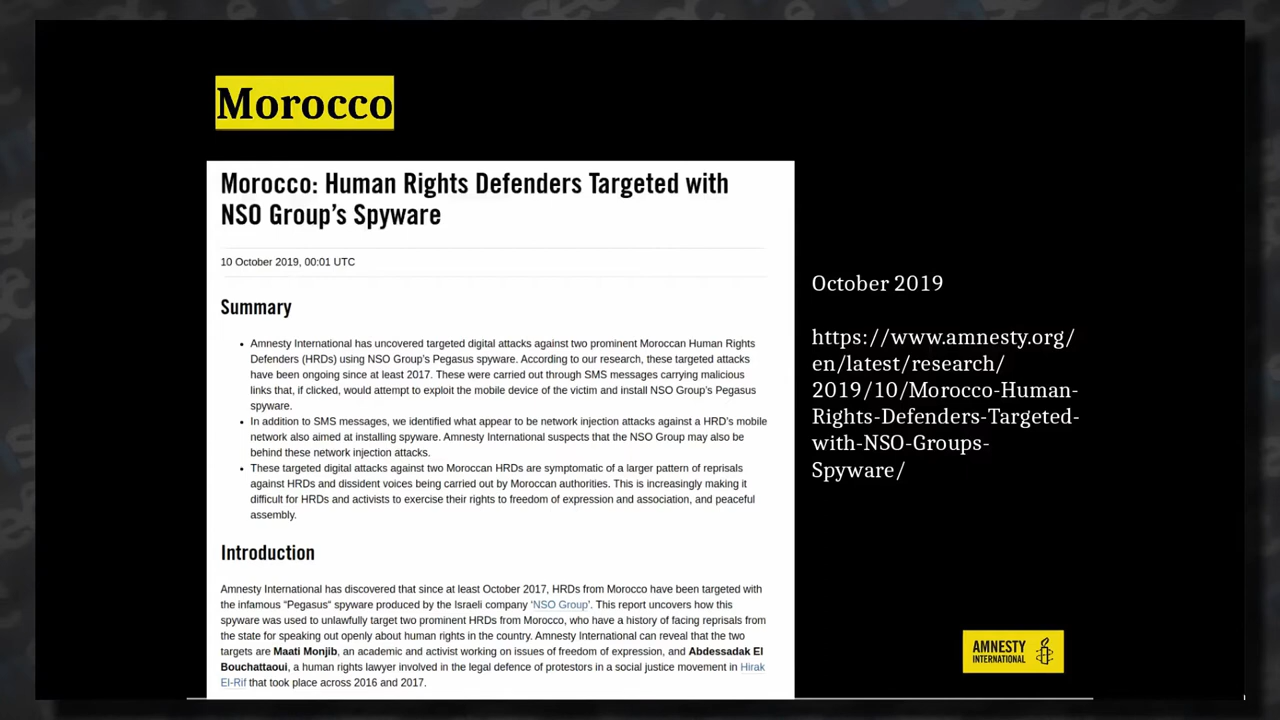 Morocco
Morocco: Human Rights Defenders Targeted with
NSO Group's Spyware
10 October 2019, 00:01 UTC
Summary
• Amnesty International has uncovered targeted digital attacks against two prominent Moroccan Human Rights
Defenders (HRDs) using NSO Group's Pegasus spyware. According to our research, these targeted attacks
have been ongoing since at least 2017. These were carried out through SMS messages carrying malicious
links that, if clicked, would attempt to exploit the mobile device of the victim and install NSO Group's Pegasus
spyware.
• In addition to SMS messages, we identified what appear to be network injection attacks against a HRD's mobile
network also aimed at installing spyware. Amnesty International suspects that the NSO Group may also be
behind these network injection attacks.
• These targeted digital attacks against two Moroccan HRDs are symptomatic of a larger pattern of reprisals
against HRDs and dissident voices being carried out by Moroccan authorities. This is increasingly making it
difficult for HRDs and activists to exercise their rights to freedom of expression and association, and peaceful
assembly.
Introduction
Amnesty International has discovered that since at least October 2017, HRDs from Morocco have been targeted with
the infamous "Pegasus" spyware produced by the Israeli company 'NSO Group'. This report uncovers how this
spyware was used to unlawfully target two prominent HRDs from Morocco, who have a history of facing reprisals from
the state for speaking out openly about human rights in the country. Amnesty International can reveal that the two
targets are Maati Monjib, an academic and activist working on issues of freedom of expression, and Abdessadak El
Bouchattaoui, a human rights lawyer involved in the legal defence of protestors in a social justice movement in Hirak
El-Rif that took place across 2016 and 2017.
October 2019
https://www.amnesty.org/
en/latest/research/
2019/10/Morocco-Human-
Rights-Defenders-Targeted-
with-NSO-Groups-
Spyware/
AMNESTY
INTERNATIONAL